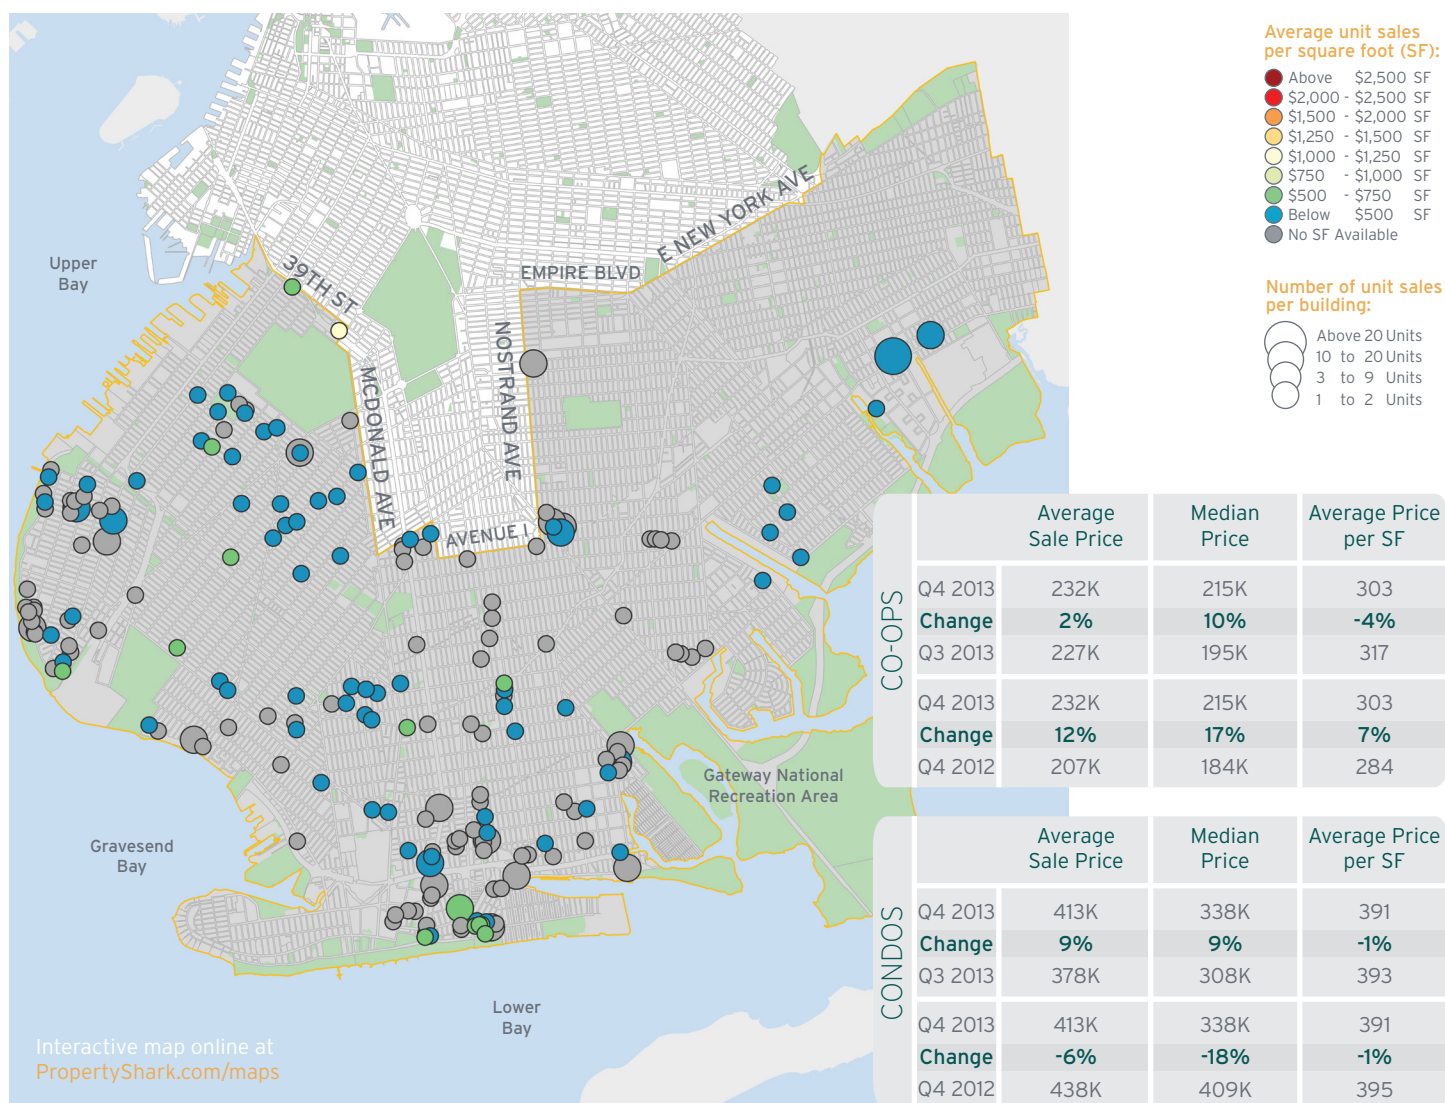 Average unit sales
per square foot (SF):
Above $2,500 SF
$2,000 - $2,500 SF
$1,500 - $2,000 SF
$1,250 - $1,500 SF
$1,000 - $1,250 SF
$750 - $1,000 SF
$500 - $750 SF
Below $500 SF
No SF Available
Number of unit sales
per building:
Above 20 Units
10 to 20 Units
3 to 9 Units
1 to 2 Units
Upper
Bay
39TH ST
EMPIRE BLVD
E NEW YORK AVE
NOSTRAND AVE
MCDONALD AVE
AVENUE I
Gateway National
Recreation Area
Gravesend
Bay
Lower
Bay
Interactive map online at
PropertyShark.com/maps
CO-OPS
Average
Sale Price
Median
Price
Average Price
per SF
Q4 2013 232K 215K 303
Change 2% 10% -4%
Q3 2013 227K 195K 317
Q4 2013 232K 215K 303
Change 12% 17% 7%
Q4 2012 207K 184K 284
CONDOS
Average
Sale Price
Median
Price
Average Price
per SF
Q4 2013 413K 338K 391
Change 9% 9% -1%
Q3 2013 378K 308K 393
Q4 2013 413K 338K 391
Change -6% -18% -1%
Q4 2012 438K 409K 395